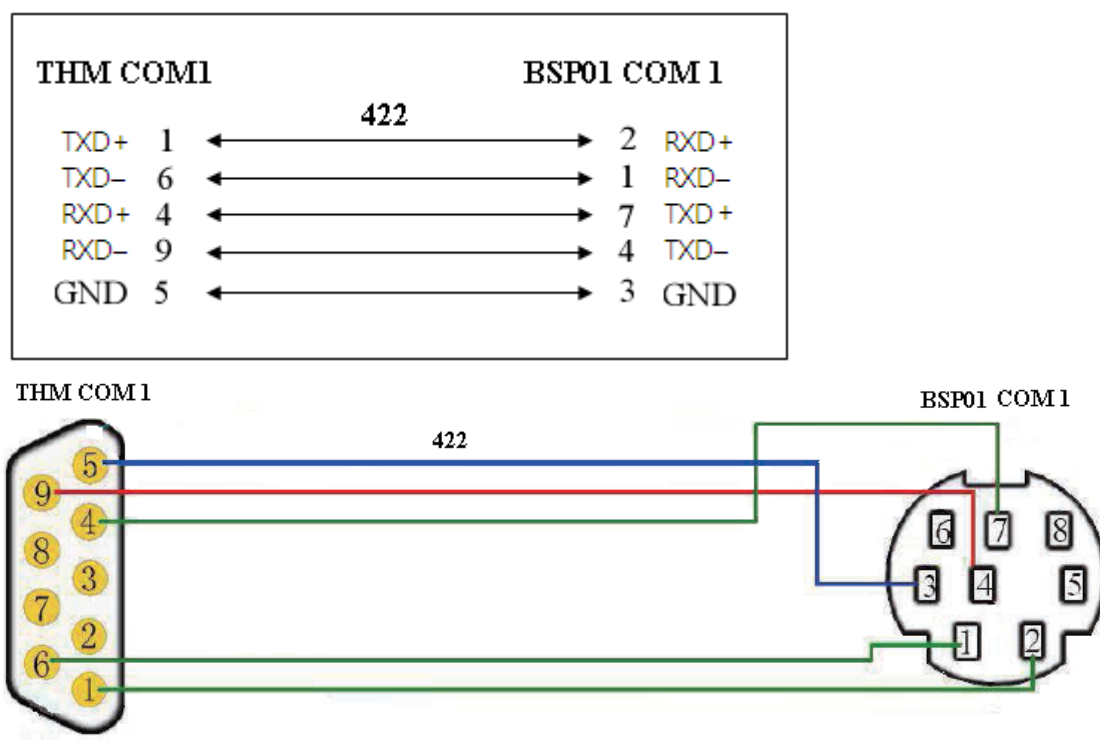 THM COM1 BSP01 COM 1
422
TXD+ 1 2 RXD+
TXD– 6 1 RXD–
RXD+ 4 7 TXD+
RXD– 9 4 TXD–
GND 5 3 GND
THM COM 1
BSP01 COM 1
422
5
9
4
8
3
7
2
6
1
6 7 8
3 4 5
1 2